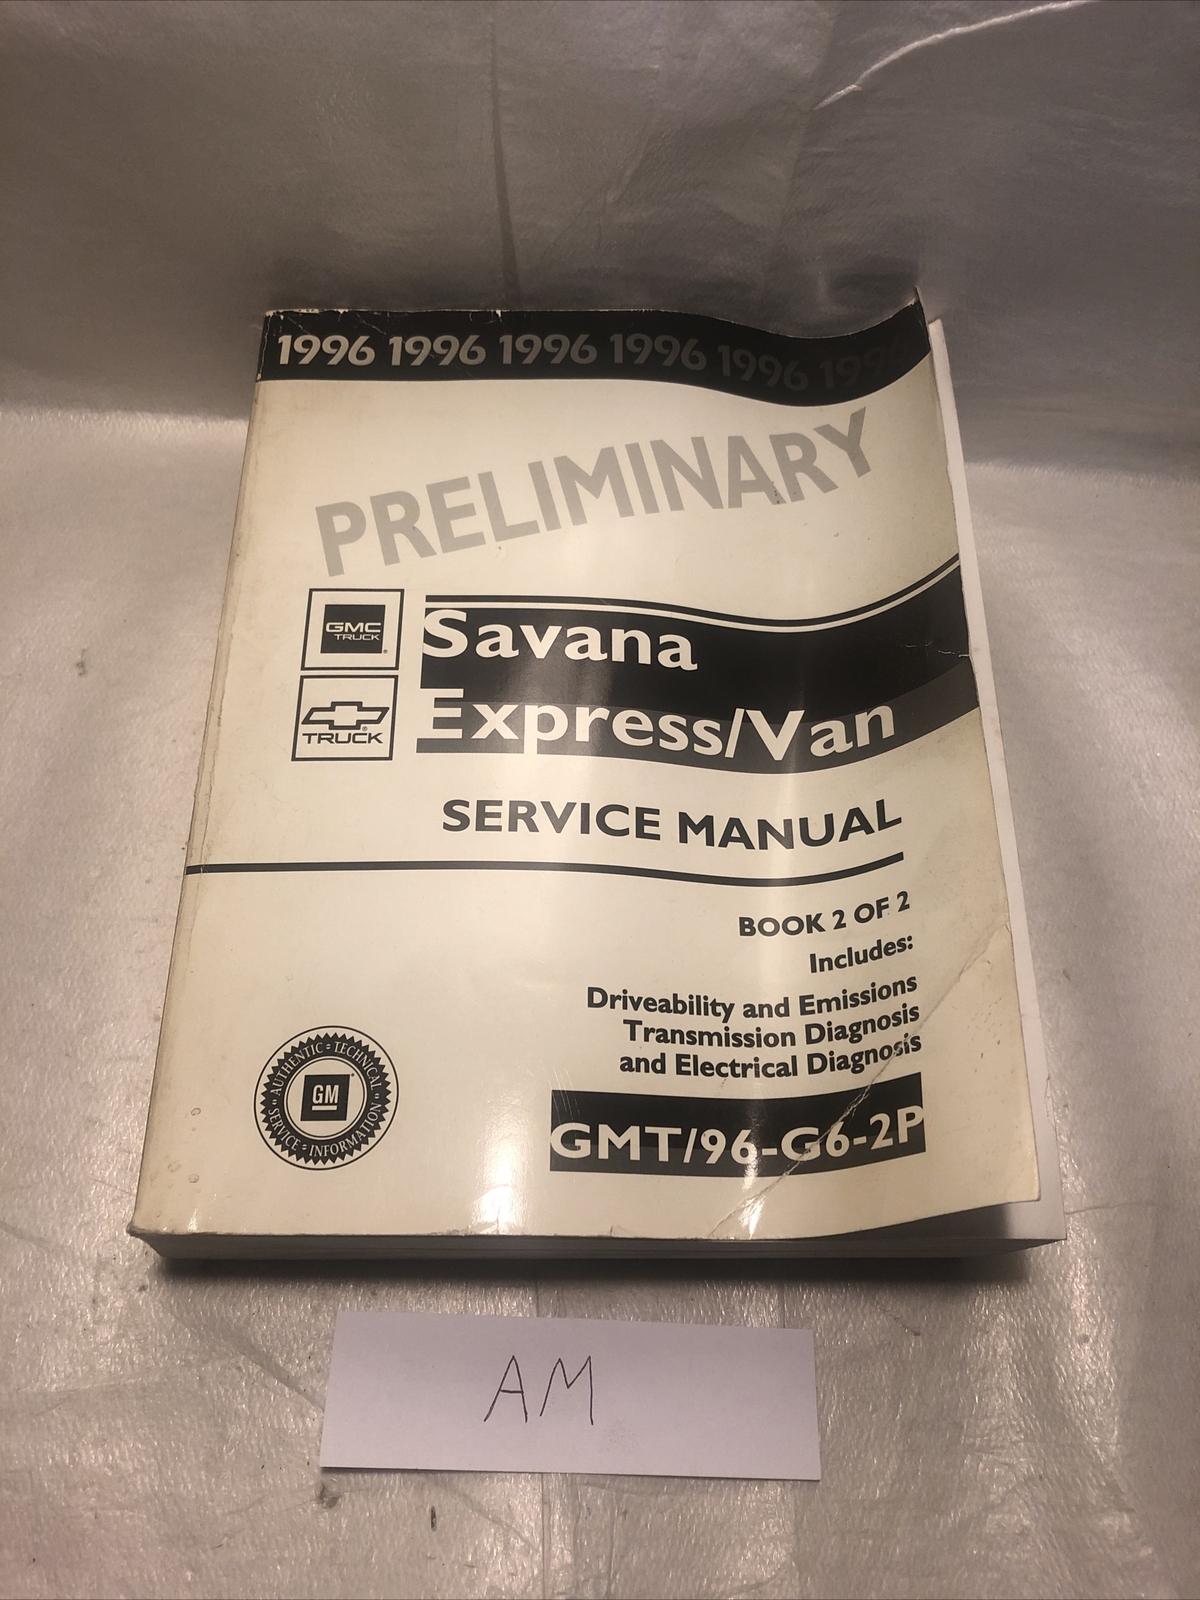 1996 1996 1996 1996 1996 1996
PRELIMINARY
GMC
TRUCK
Savana
TRUCK
Express/Van
SERVICE MANUAL
BOOK 2 OF 2
Includes:
Driveability and Emissions
Transmission Diagnosis
and Electrical Diagnosis
AUTHENTIC TECHNICAL
GM
SERVICE INFORMATION
GMT/96-G6-2P
AM